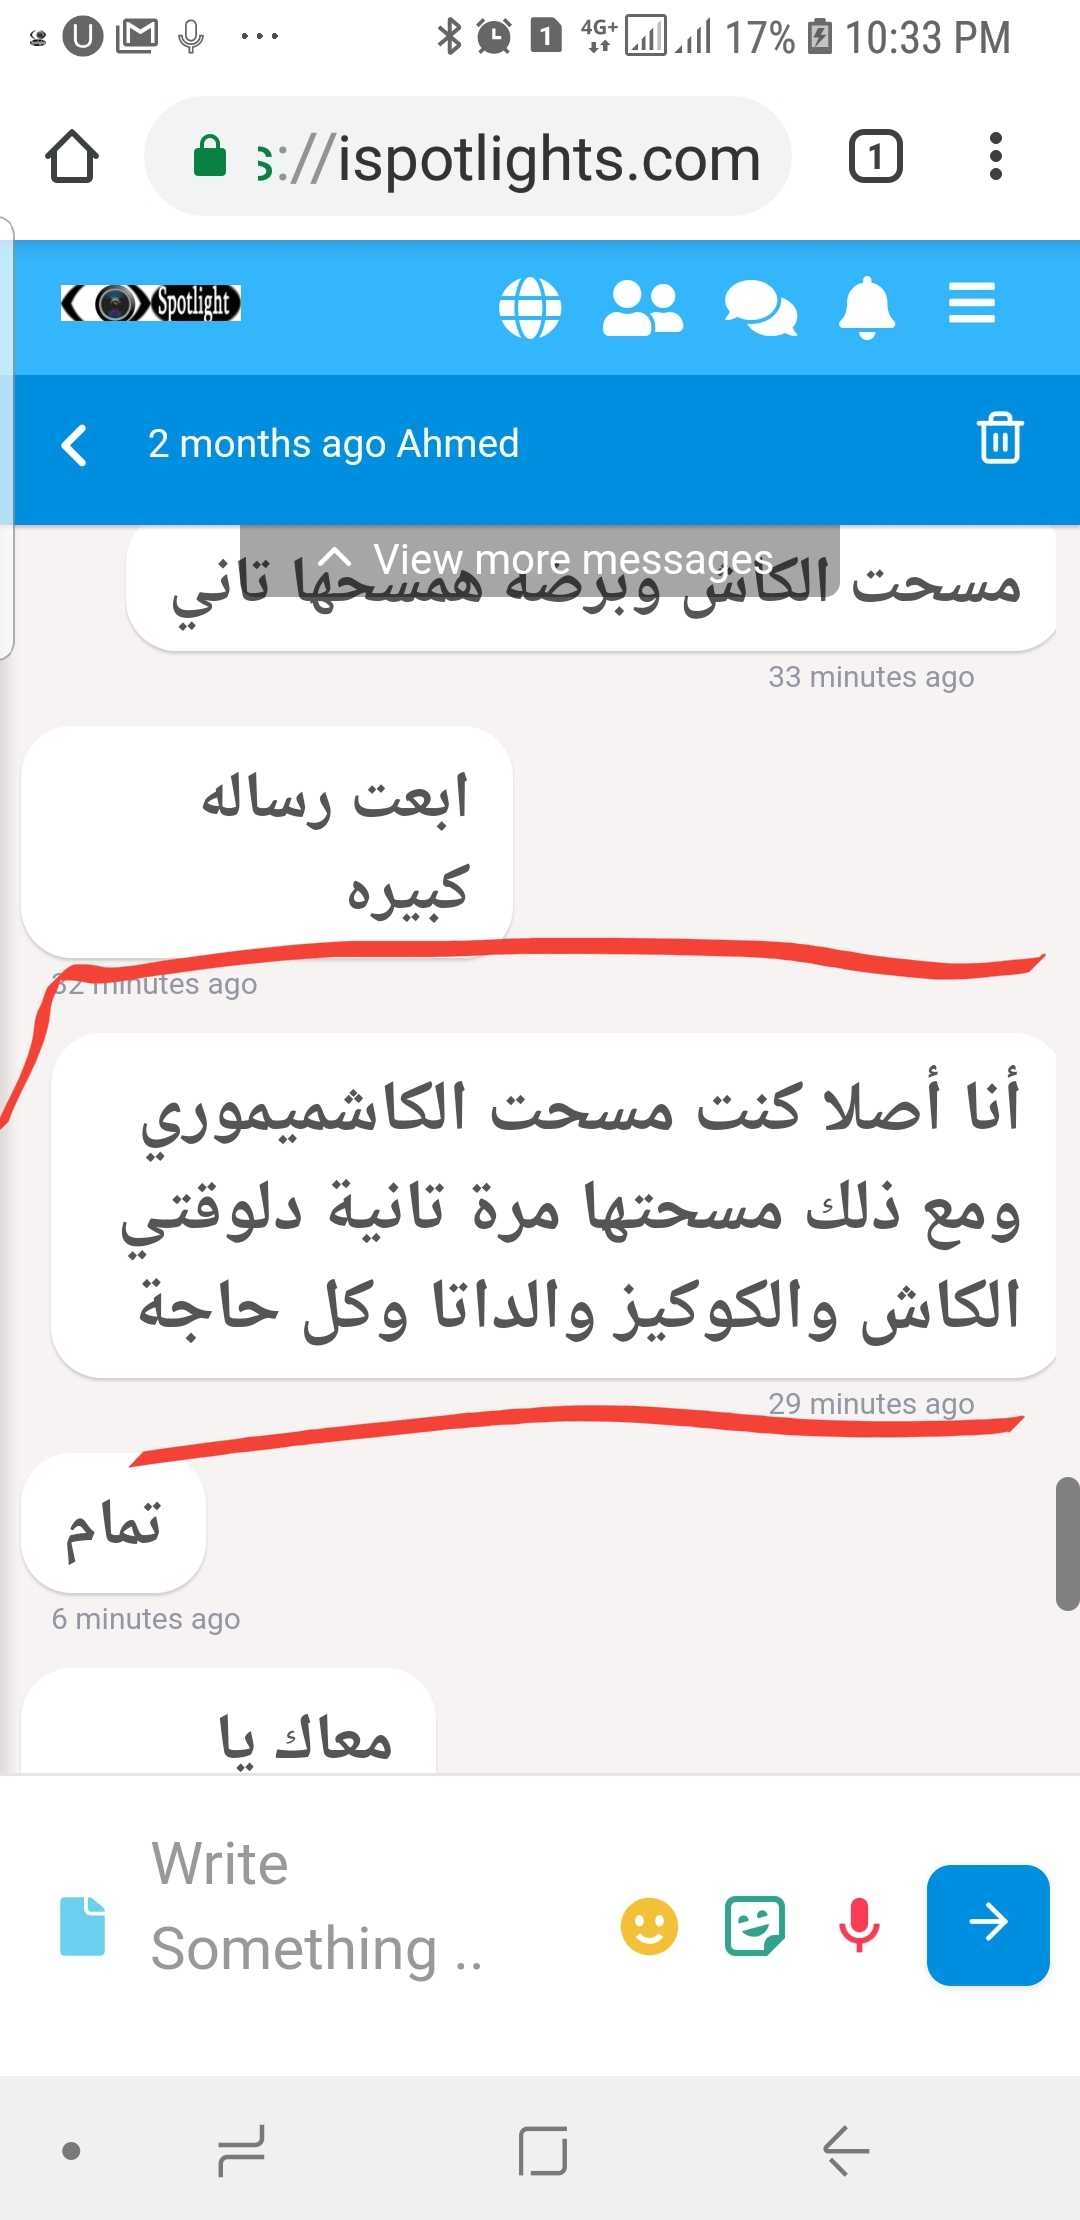 17% 10:33 PM
s://ispotlights.com
1
Spotlight
2 months ago Ahmed
View more messages
مسحت الكاش وبرضه همسحها تاني
33 minutes ago
ابعت رساله
كبيره
32 minutes ago
أنا أصلا كنت مسحت الكاشميموري
ومع ذلك مسحتها مرة تانية دلوقتي
الكاش والكوكيز والداتا وكل حاجة
29 minutes ago
تمام
6 minutes ago
معاك يا
Write
Something ..